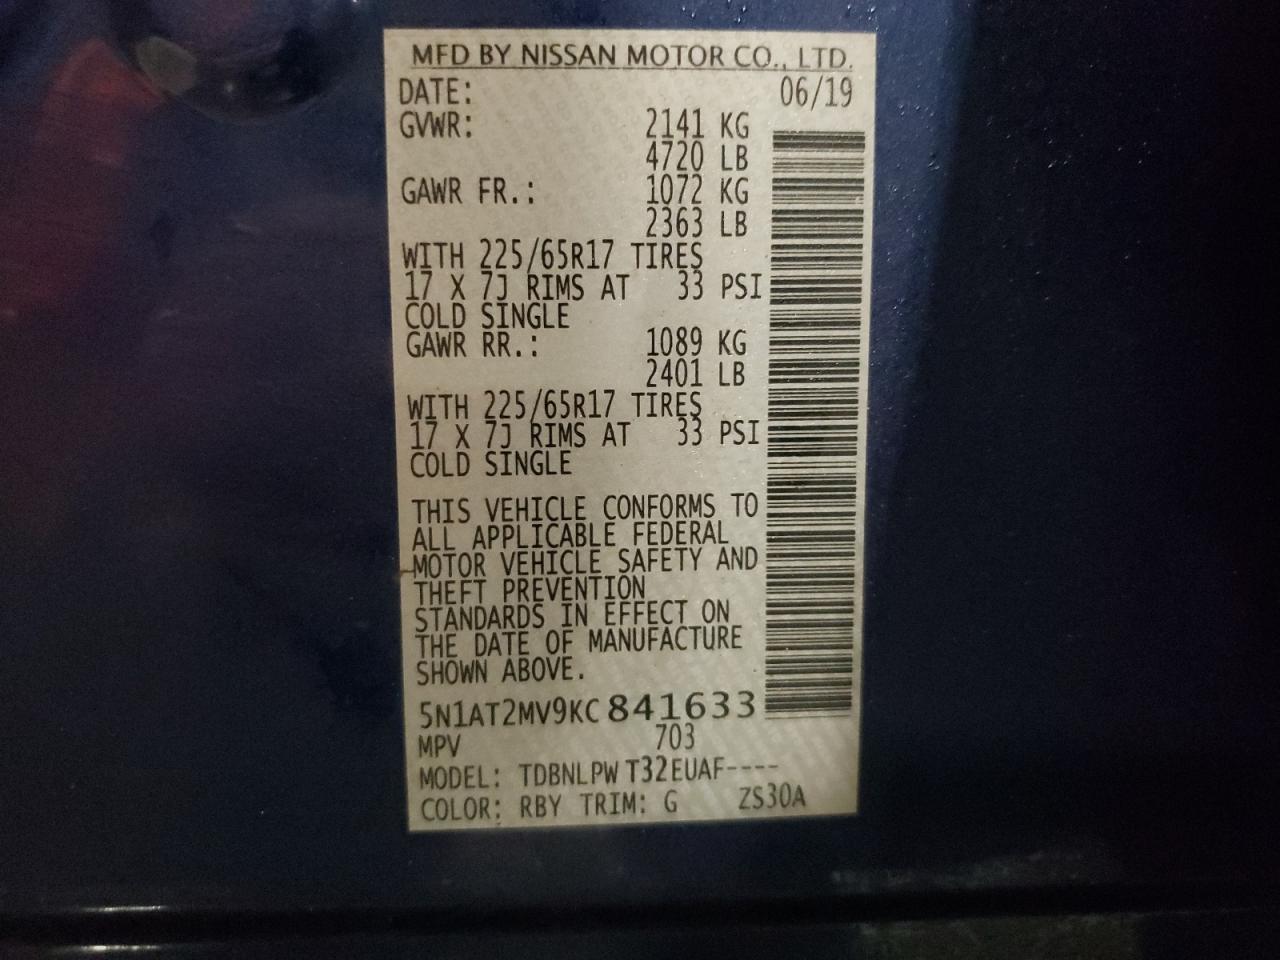 MFD BY NISSAN MOTOR CO., LTD.
DATE: 06/19
GVWR: 2141 KG
4720 LB
GAWR FR.: 1072 KG
2363 LB
WITH 225/65R17 TIRES
17 X 7J RIMS AT 33 PSI
COLD SINGLE
GAWR RR.: 1089 KG
2401 LB
WITH 225/65R17 TIRES
17 X 7J RIMS AT 33 PSI
COLD SINGLE
THIS VEHICLE CONFORMS TO
ALL APPLICABLE FEDERAL
MOTOR VEHICLE SAFETY AND
THEFT PREVENTION
STANDARDS IN EFFECT ON
THE DATE OF MANUFACTURE
SHOWN ABOVE.
5N1AT2MV9KC841633
MPV 703
MODEL: TDBNLPW T32EUAF----
COLOR: RBY TRIM: G ZS30A